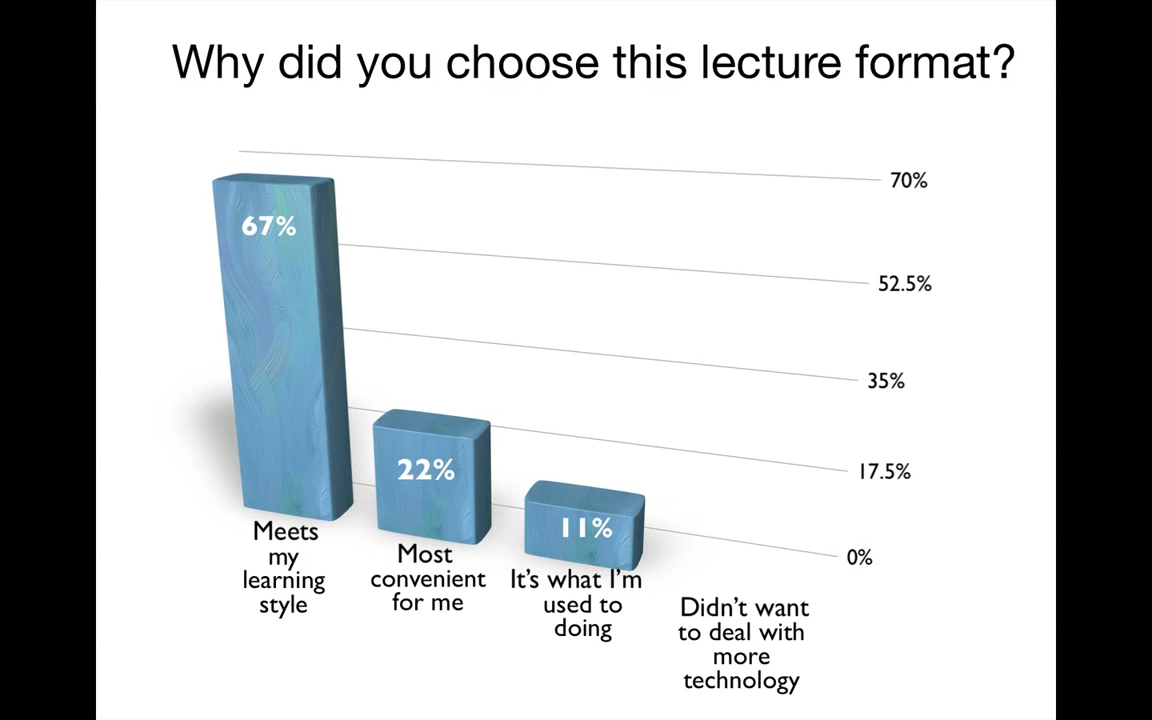 Why did you choose this lecture format?
70%
67%
52.5%
35%
22%
17.5%
11%
0%
Meets
my
learning
style
Most
convenient
for me
It's what I'm
used to
doing
Didn't want
to deal with
more
technology